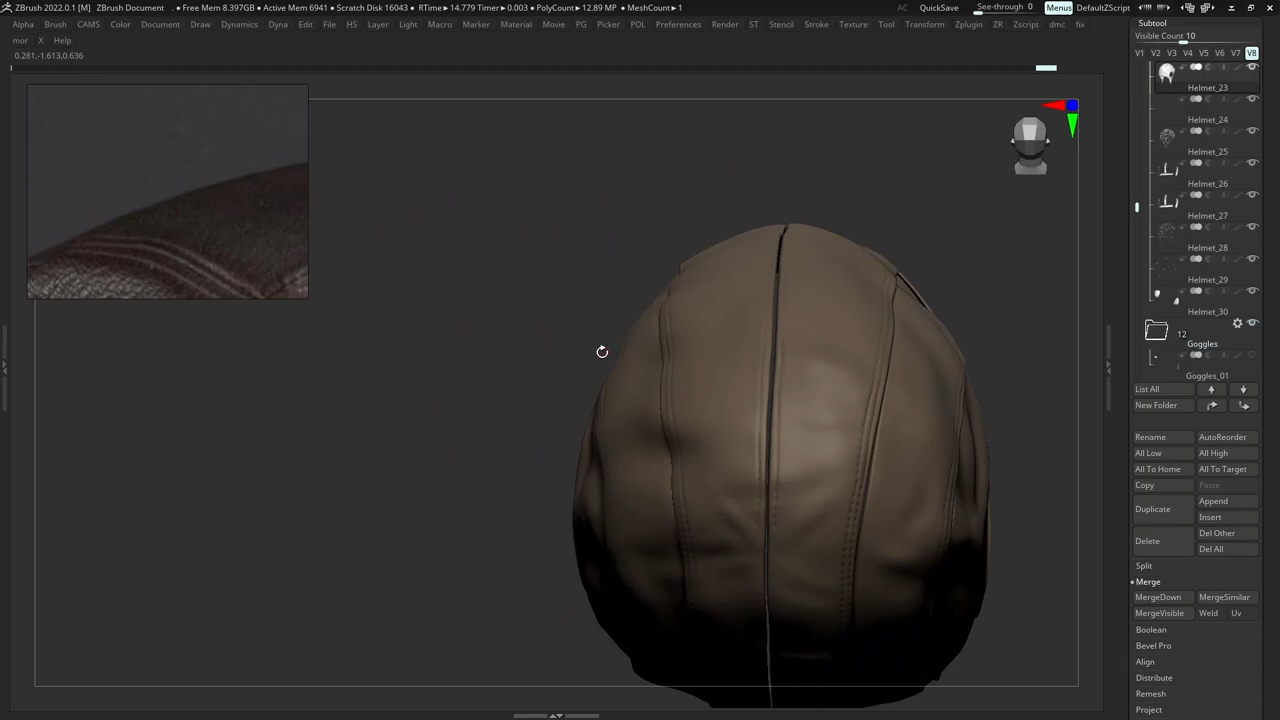 ZBrush 2022.0.1 [M] ZBrush Document . • Free Mem 8.397GB • Active Mem 6941 • Scratch Disk 16043 • RTime▸14.779 Timer▸0.003 • PolyCount▸12.89 MP • MeshCount▸1 AC QuickSave See-through 0 Menus DefaultZScript
Alpha Brush CAMS Color Document Draw Dynamics Dyna Edit File Geometry HS Layer Light Macro Marker Material Movie PG Picker POL Preferences Render ST Stencil Stroke Texture Tool Transform Zplugin ZR Zscript dmc fix
mor X Help
0.281,-1.613,0.636
Subtool
Visible Count 10
V1 V2 V3 V4 V5 V6 V7 V8
Helmet_23
Helmet_24
Helmet_25
Helmet_26
Helmet_27
Helmet_28
Helmet_29
Helmet_30
12
Goggles
Goggles_01
List All
New Folder
Rename AutoReorder
All Low All High
All To Home All To Target
Copy Paste
Duplicate Append
Insert
Delete Del Other
Del All
Split
Merge
MergeDown MergeSimilar
MergeVisible Weld Uv
Boolean
Bevel Pro
Align
Distribute
Remesh
Project